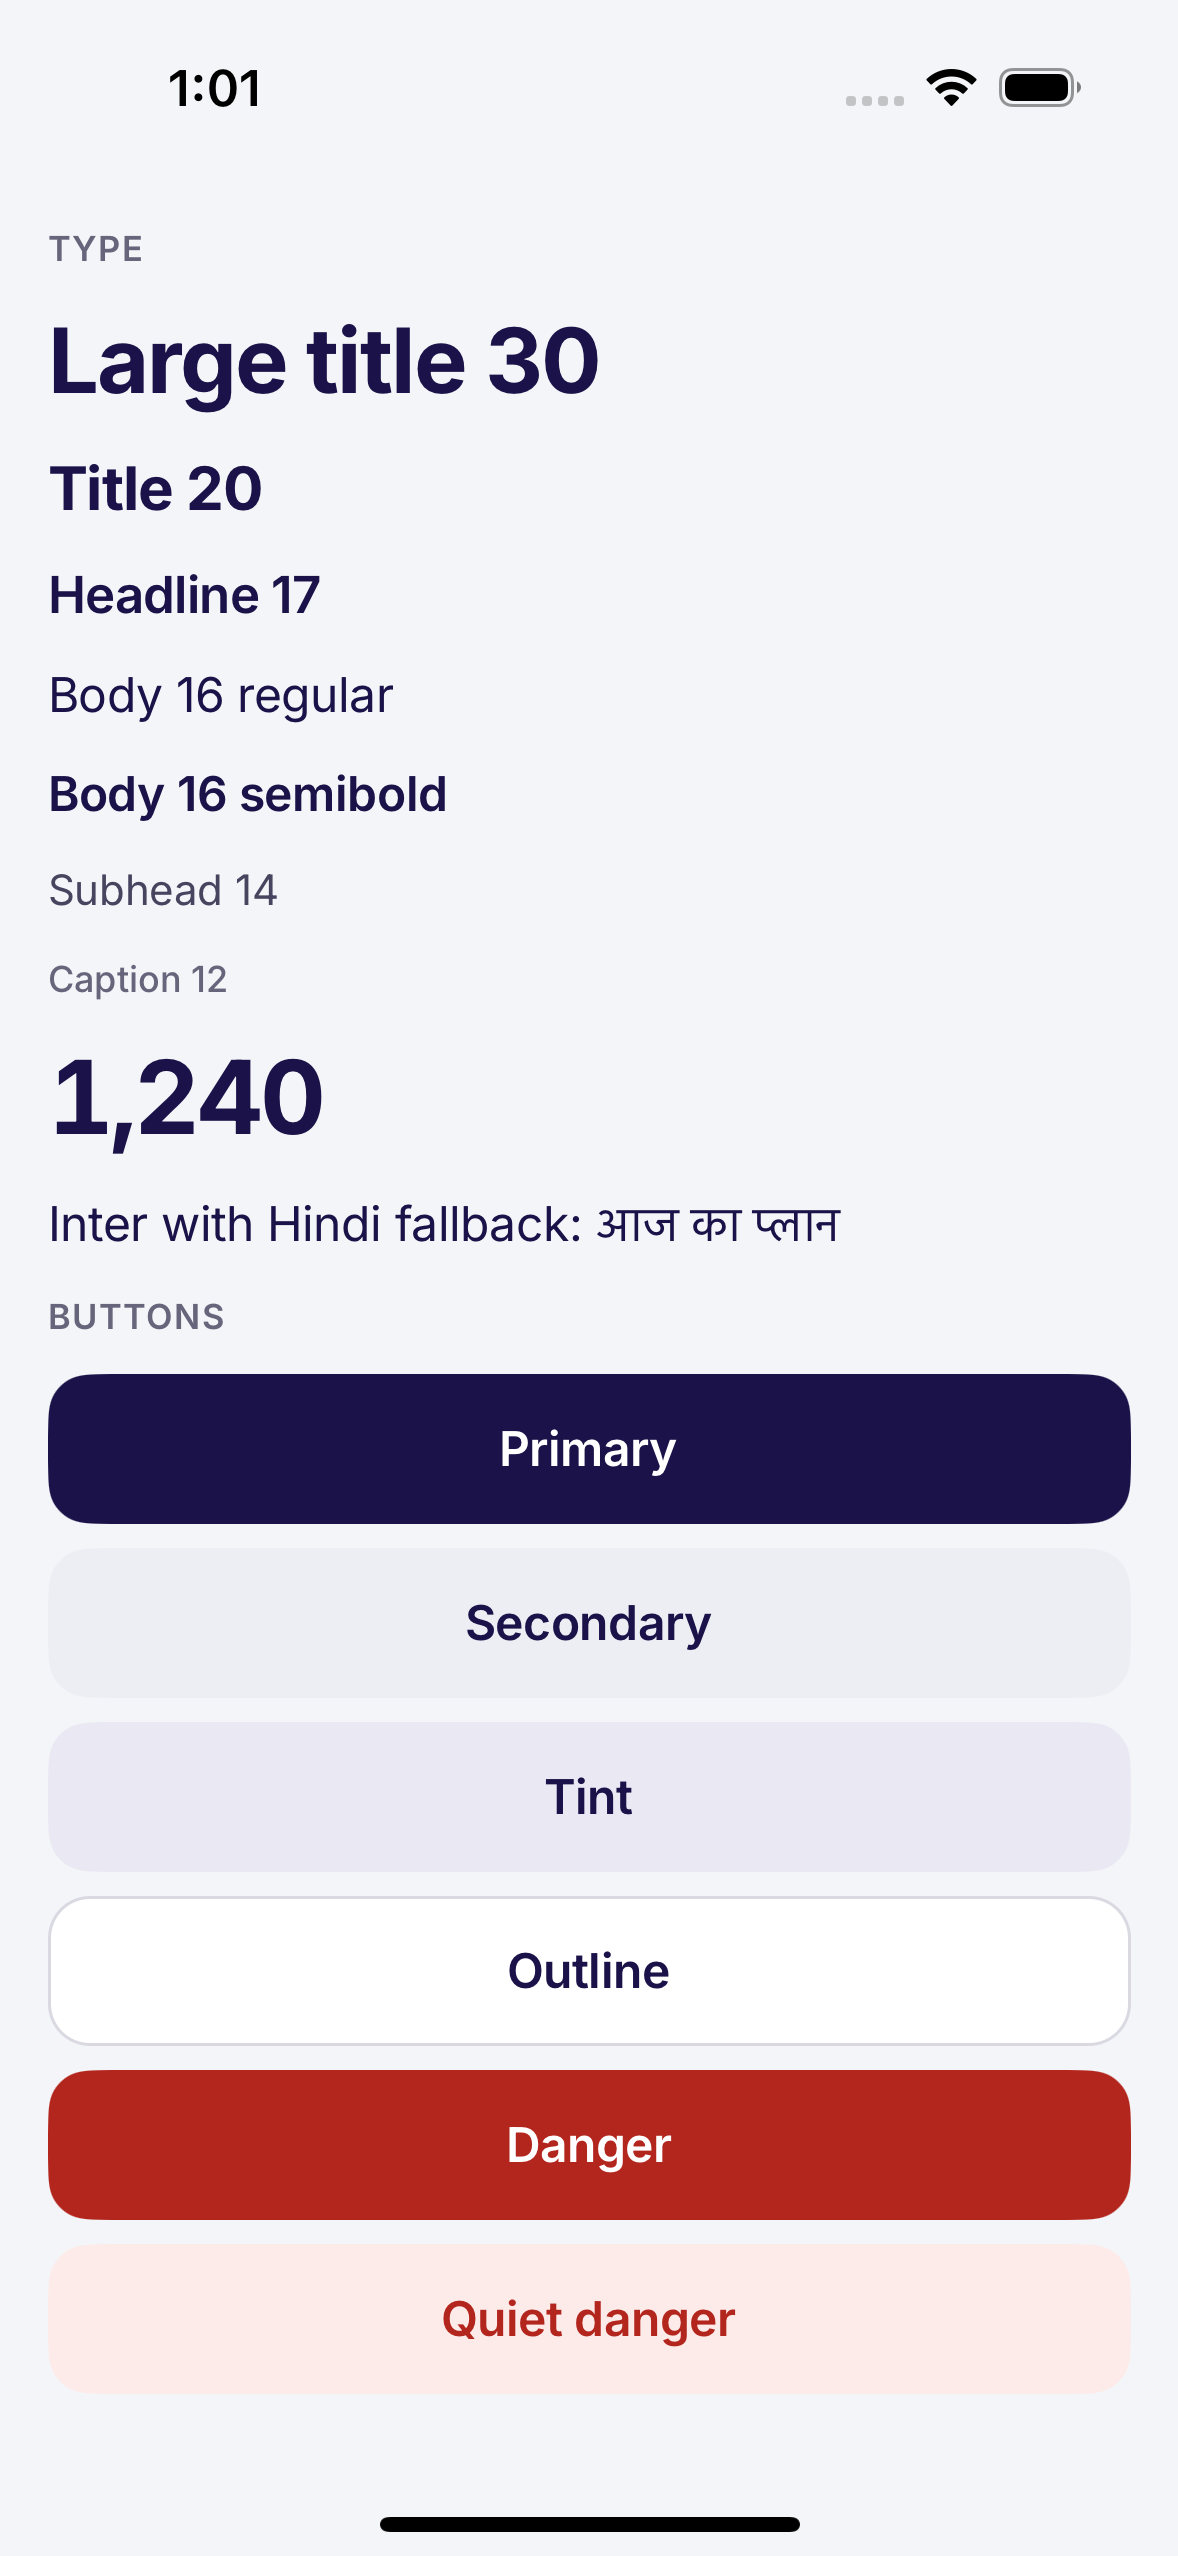 1:01
TYPE
Large title 30
Title 20
Headline 17
Body 16 regular
Body 16 semibold
Subhead 14
Caption 12
1,240
Inter with Hindi fallback: आज का प्लान
BUTTONS
Primary
Secondary
Tint
Outline
Danger
Quiet danger